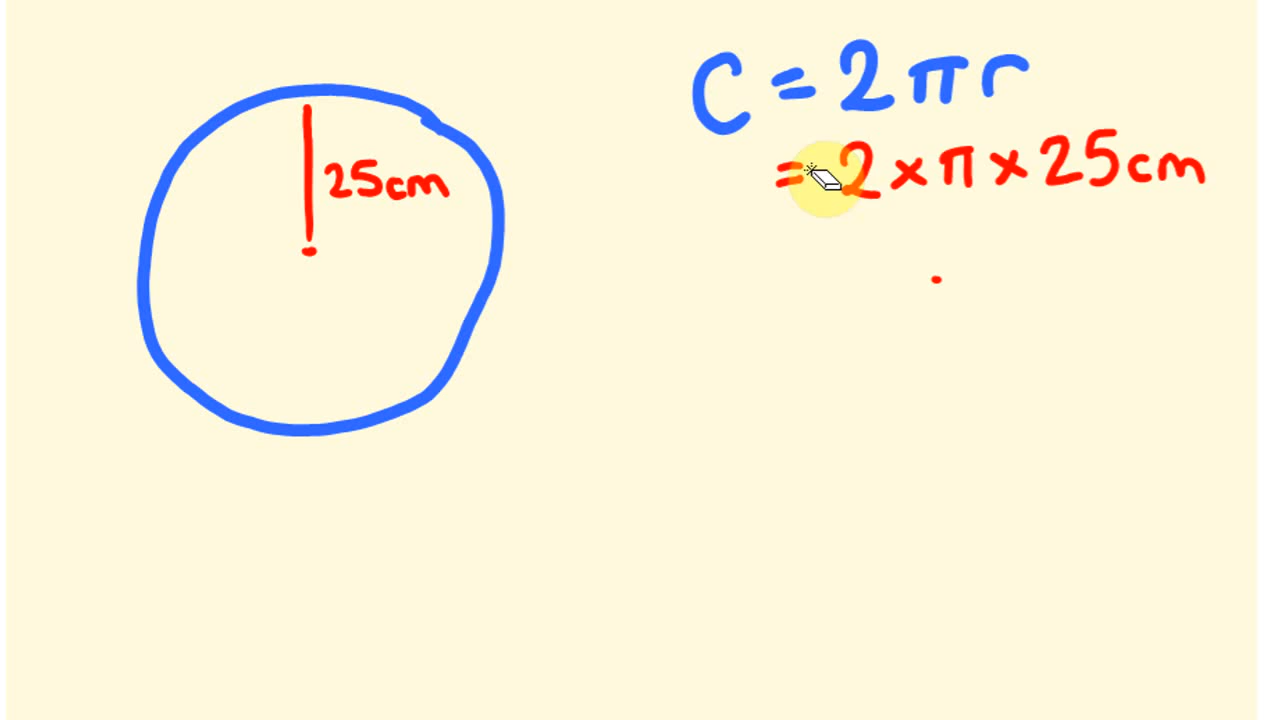 C = 2πr
= 2 × π × 25cm
25cm